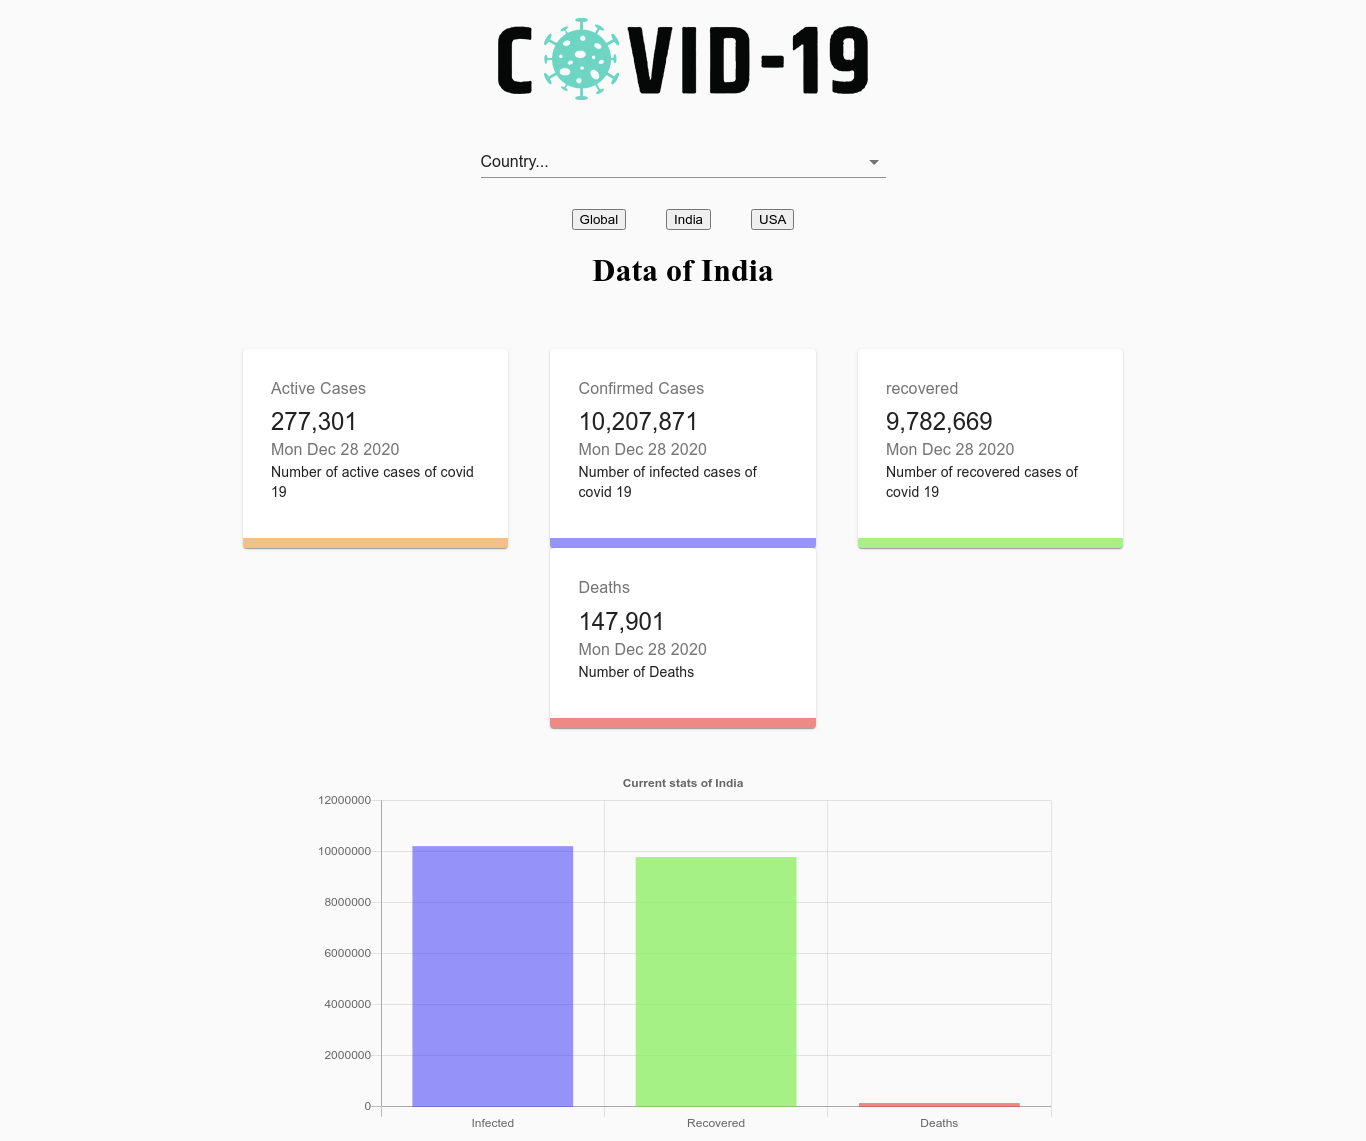 COVID-19
Country...
Global India USA
Data of India
Active Cases
277,301
Mon Dec 28 2020
Number of active cases of covid
19
Confirmed Cases
10,207,871
Mon Dec 28 2020
Number of infected cases of
covid 19
recovered
9,782,669
Mon Dec 28 2020
Number of recovered cases of
covid 19
Deaths
147,901
Mon Dec 28 2020
Number of Deaths
Current stats of India
12000000
10000000
8000000
6000000
4000000
2000000
0
Infected Recovered Deaths